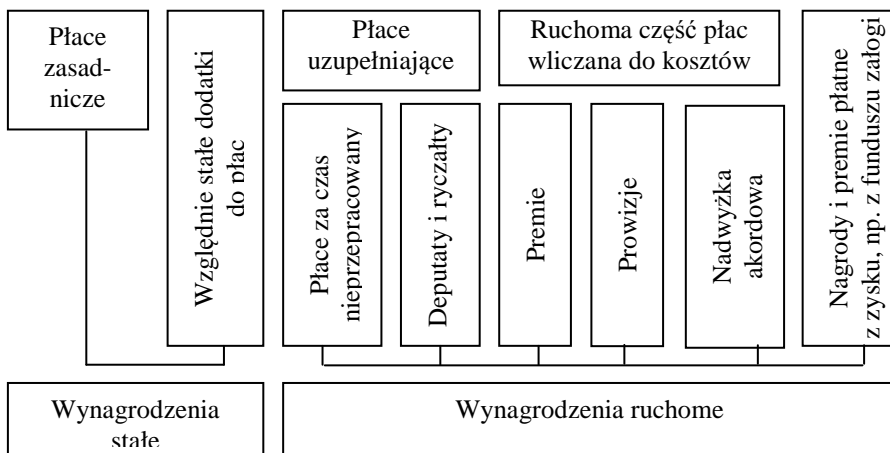 Płace
zasad-
nicze
Względnie stałe dodatki
do płac
Płace
uzupełniające
Płace za czas
nieprzepracowany
Deputaty i ryczałty
Ruchoma część płac
wliczana do kosztów
Premie
Prowizje
Nadwyżka
akordowa
Nagrody i premie płatne
z zysku, np. z funduszu załogi
Wynagrodzenia
stałe
Wynagrodzenia ruchome